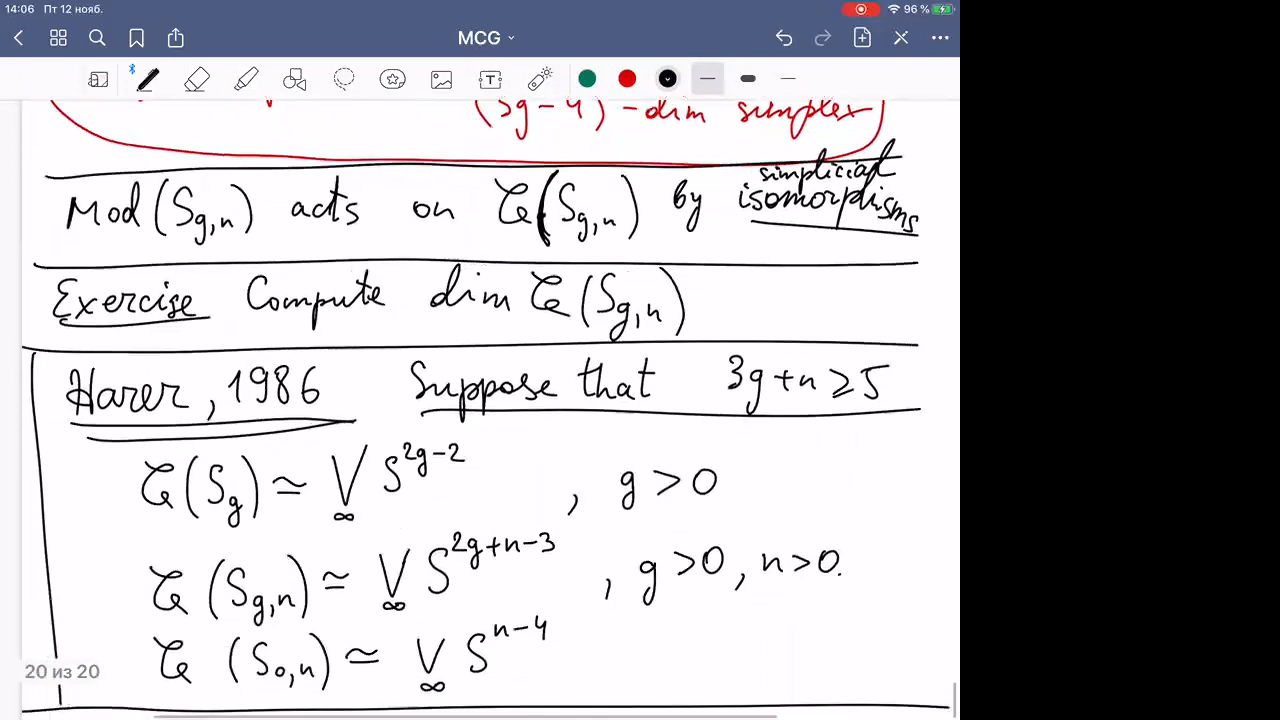 14:06 Пт 12 нояб.
96 %
MCG
(3g-4)-dim simplex
Mod(S_{g,n}) acts on 𝒞(S_{g,n}) by simplicial isomorphisms
Exercise Compute dim 𝒞(S_{g,n})
Harer, 1986 Suppose that 3g+n ≥ 5
𝒞(S_g) ≃ ⋁_∞ S^{2g-2}, g > 0
𝒞(S_{g,n}) ≃ ⋁_∞ S^{2g+n-3}, g > 0, n > 0.
𝒞(S_{0,n}) ≃ ⋁_∞ S^{n-4}
20 из 20